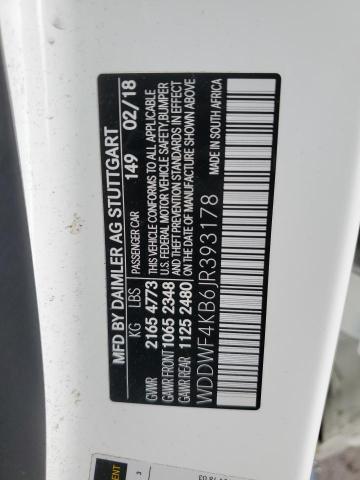 MFD BY DAIMLER AG STUTTGART
PASSENGER CAR 149 02/18
KG LBS THIS VEHICLE CONFORMS TO ALL APPLICABLE
GVWR 2165 4773 U.S. FEDERAL MOTOR VEHICLE SAFETY, BUMPER
GAWR FRONT 1065 2348 AND THEFT PREVENTION STANDARDS IN EFFECT
GAWR REAR 1125 2480 ON THE DATE OF MANUFACTURE SHOWN ABOVE
WDDWF4KB6JR393178 MADE IN SOUTH AFRICA